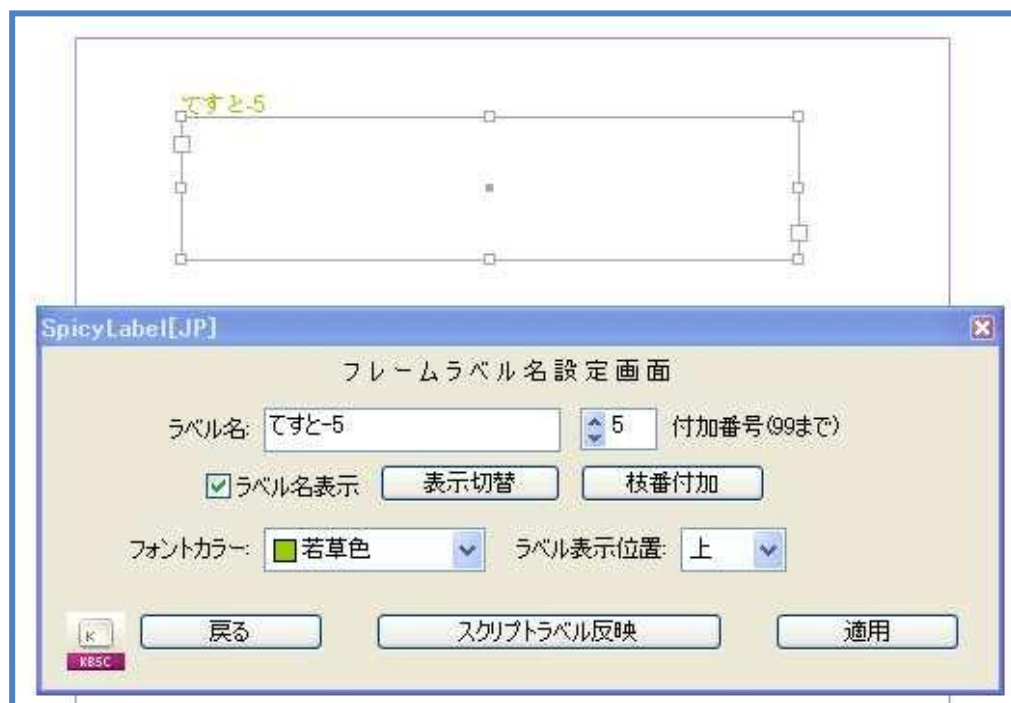 てすと-5
SpicyLabel[JP]
フレームラベル名設定画面
ラベル名: てすと-5 5 付加番号(99まで)
ラベル名表示 表示切替 枝番付加
フォントカラー: 若草色 ラベル表示位置: 上
K 戻る スクリプトラベル反映 適用
KBSC